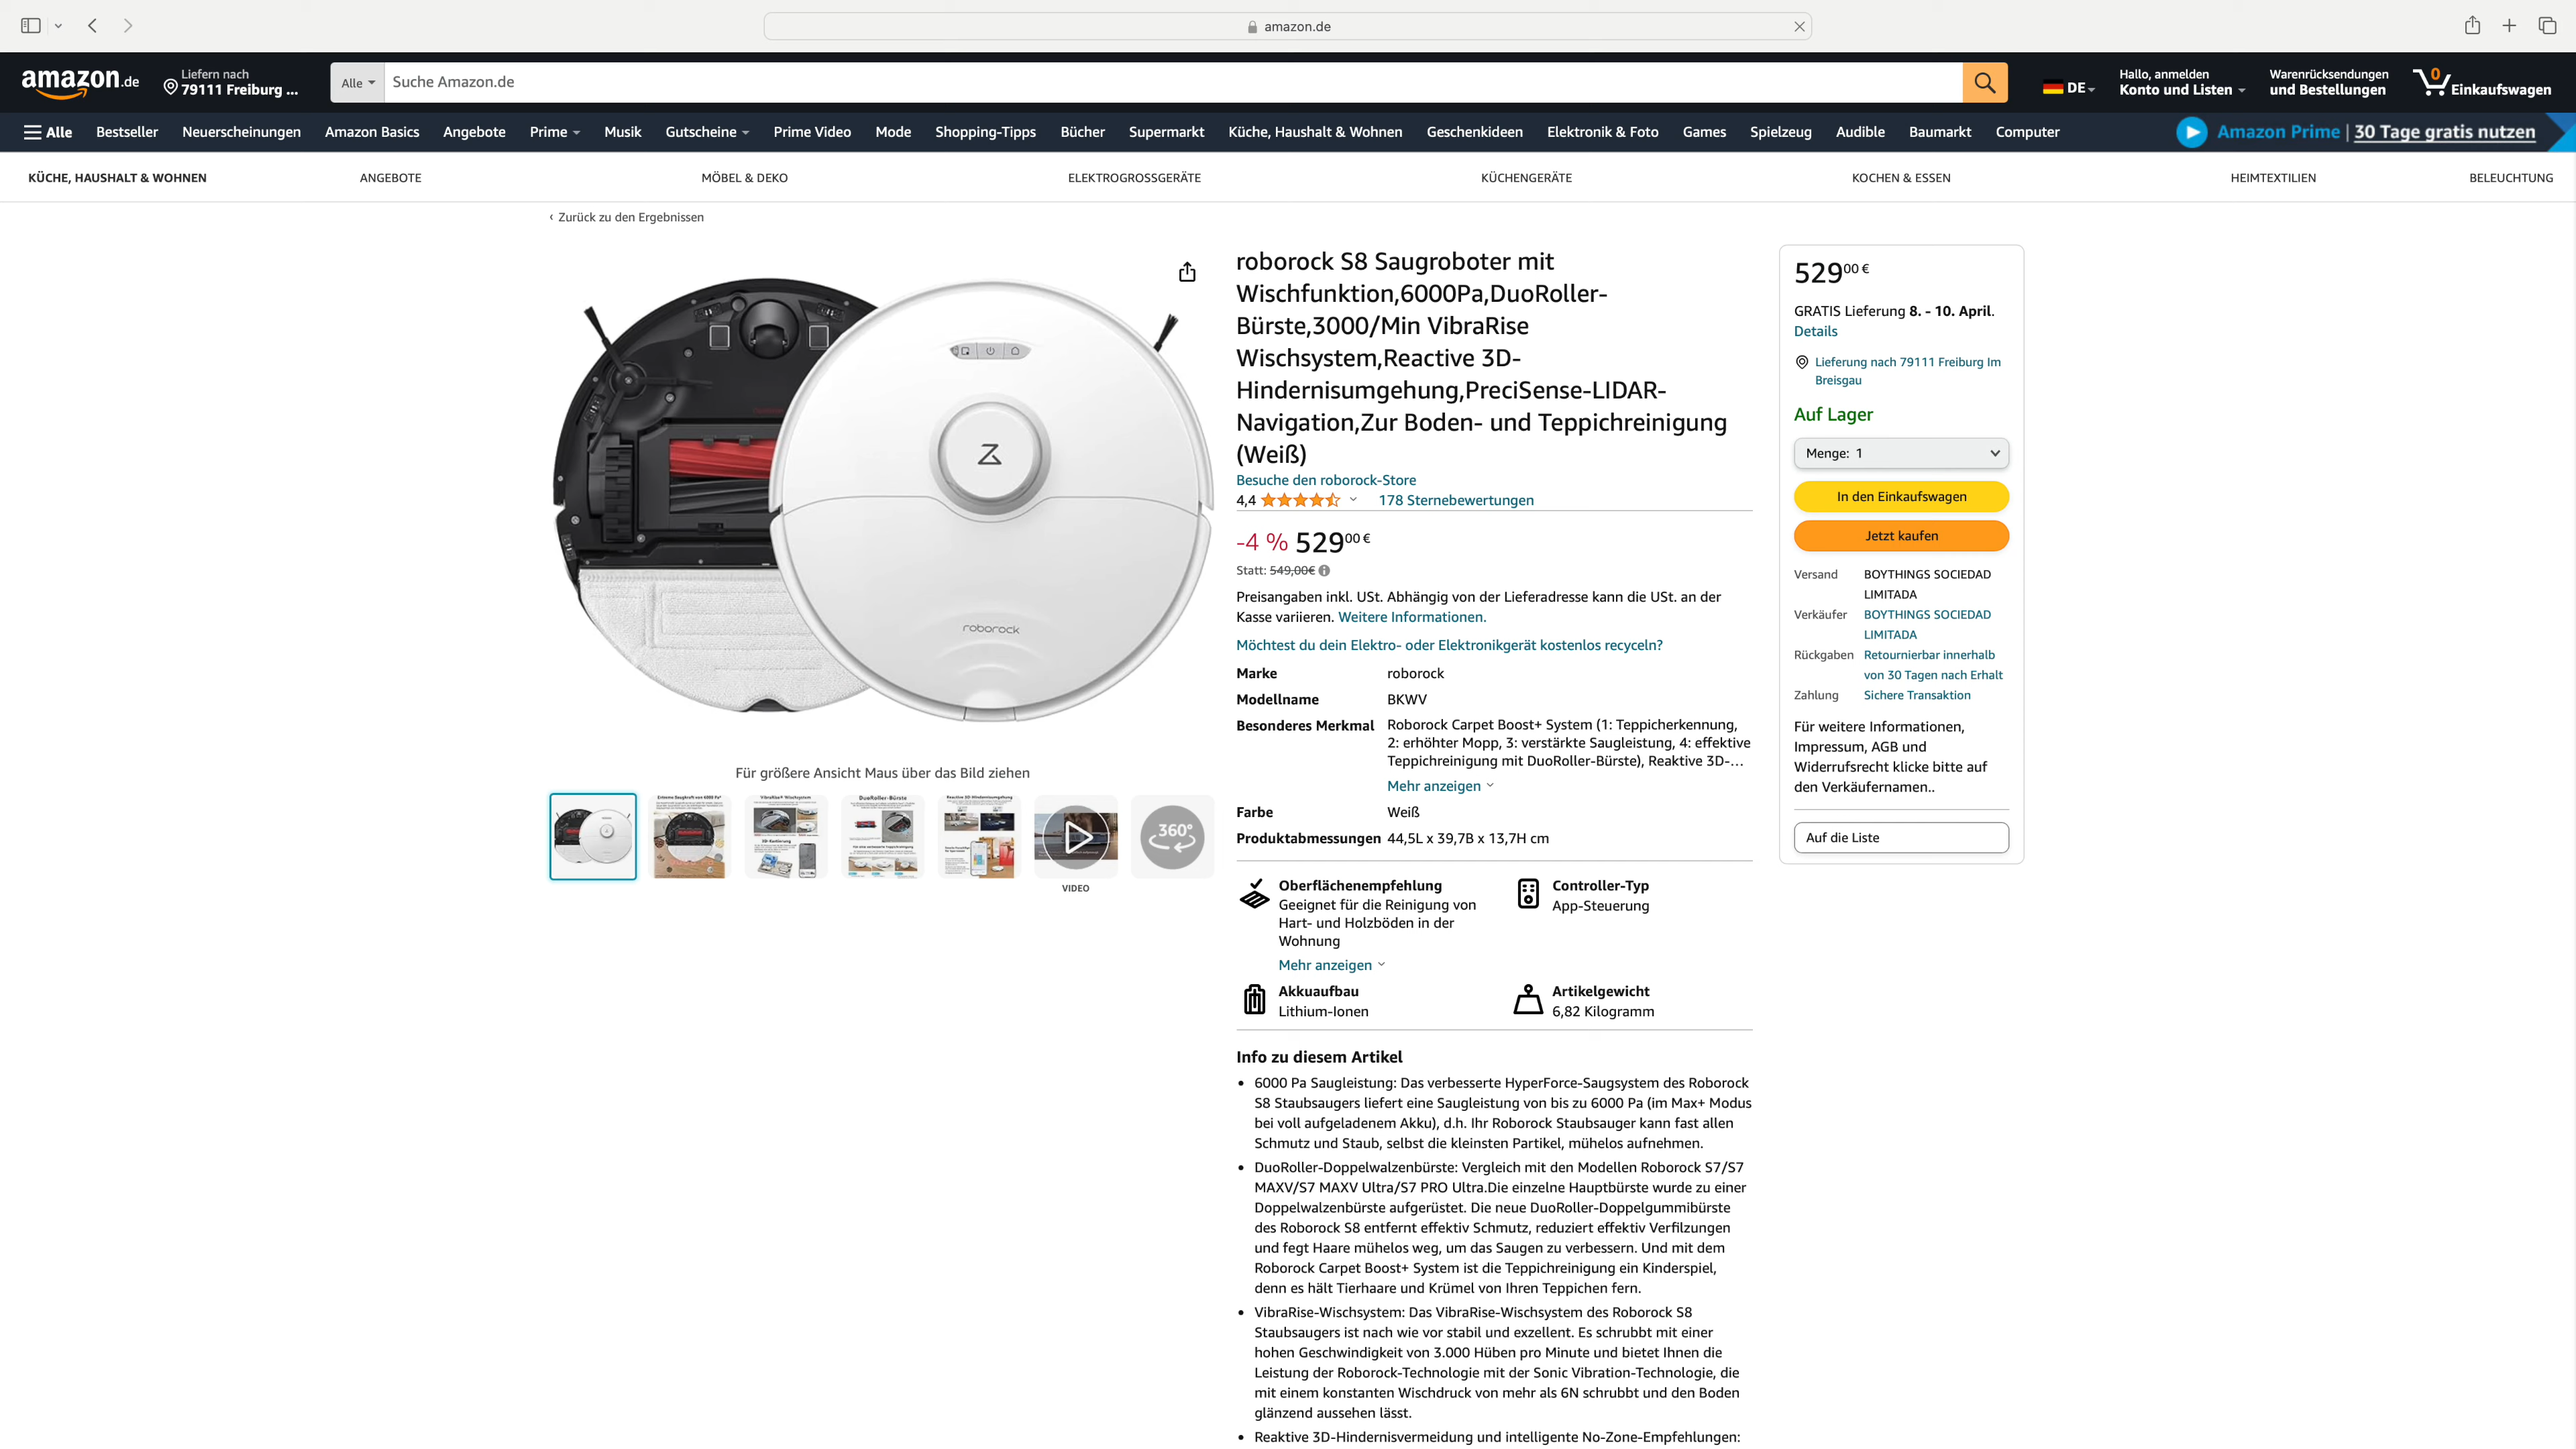 amazon.de
amazon.de
Liefern nach
79111 Freiburg ...
Alle
Suche Amazon.de
DE
Hallo, anmelden
Konto und Listen
Warenrücksendungen
und Bestellungen
0
Einkaufswagen
Alle
Bestseller
Neuerscheinungen
Amazon Basics
Angebote
Prime
Musik
Gutscheine
Prime Video
Mode
Shopping-Tipps
Bücher
Supermarkt
Küche, Haushalt & Wohnen
Geschenkideen
Elektronik & Foto
Games
Spielzeug
Audible
Baumarkt
Computer
Amazon Prime | 30 Tage gratis nutzen
KÜCHE, HAUSHALT & WOHNEN
ANGEBOTE
MÖBEL & DEKO
ELEKTROGROSSGERÄTE
KÜCHENGERÄTE
KOCHEN & ESSEN
HEIMTEXTILIEN
BELEUCHTUNG
‹ Zurück zu den Ergebnissen
roborock
Für größere Ansicht Maus über das Bild ziehen
Extreme Saugkraft von 6000 Pa*
VibraRise® Wischsystem
3D-Kartierung
DuoRoller-Bürste
Reactive 3D Hindernisumgehung
360°
VIDEO
roborock S8 Saugroboter mit
Wischfunktion,6000Pa,DuoRoller-
Bürste,3000/Min VibraRise
Wischsystem,Reactive 3D-
Hindernisumgehung,PreciSense-LIDAR-
Navigation,Zur Boden- und Teppichreinigung
(Weiß)
Besuche den roborock-Store
4,4
178 Sternebewertungen
-4 % 52900 €
Statt: 549,00€
Preisangaben inkl. USt. Abhängig von der Lieferadresse kann die USt. an der
Kasse variieren. Weitere Informationen.
Möchtest du dein Elektro- oder Elektronikgerät kostenlos recyceln?
Marke roborock
Modellname BKWV
Besonderes Merkmal Roborock Carpet Boost+ System (1: Teppicherkennung,
2: erhöhter Mopp, 3: verstärkte Saugleistung, 4: effektive
Teppichreinigung mit DuoRoller-Bürste), Reaktive 3D-…
Mehr anzeigen
Farbe Weiß
Produktabmessungen 44,5L x 39,7B x 13,7H cm
Oberflächenempfehlung
Geeignet für die Reinigung von
Hart- und Holzböden in der
Wohnung
Mehr anzeigen
Controller-Typ
App-Steuerung
Akkuaufbau
Lithium-Ionen
Artikelgewicht
6,82 Kilogramm
Info zu diesem Artikel
• 6000 Pa Saugleistung: Das verbesserte HyperForce-Saugsystem des Roborock
S8 Staubsaugers liefert eine Saugleistung von bis zu 6000 Pa (im Max+ Modus
bei voll aufgeladenem Akku), d.h. Ihr Roborock Staubsauger kann fast allen
Schmutz und Staub, selbst die kleinsten Partikel, mühelos aufnehmen.
• DuoRoller-Doppelwalzenbürste: Vergleich mit den Modellen Roborock S7/S7
MAXV/S7 MAXV Ultra/S7 PRO Ultra.Die einzelne Hauptbürste wurde zu einer
Doppelwalzenbürste aufgerüstet. Die neue DuoRoller-Doppelgummibürste
des Roborock S8 entfernt effektiv Schmutz, reduziert effektiv Verfilzungen
und fegt Haare mühelos weg, um das Saugen zu verbessern. Und mit dem
Roborock Carpet Boost+ System ist die Teppichreinigung ein Kinderspiel,
denn es hält Tierhaare und Krümel von Ihren Teppichen fern.
• VibraRise-Wischsystem: Das VibraRise-Wischsystem des Roborock S8
Staubsaugers ist nach wie vor stabil und exzellent. Es schrubbt mit einer
hohen Geschwindigkeit von 3.000 Hüben pro Minute und bietet Ihnen die
Leistung der Roborock-Technologie mit der Sonic Vibration-Technologie, die
mit einem konstanten Wischdruck von mehr als 6N schrubbt und den Boden
glänzend aussehen lässt.
• Reaktive 3D-Hindernisvermeidung und intelligente No-Zone-Empfehlungen:
52900 €
GRATIS Lieferung 8. - 10. April.
Details
Lieferung nach 79111 Freiburg Im
Breisgau
Auf Lager
Menge: 1
In den Einkaufswagen
Jetzt kaufen
Versand BOYTHINGS SOCIEDAD
LIMITADA
Verkäufer BOYTHINGS SOCIEDAD
LIMITADA
Rückgaben Retournierbar innerhalb
von 30 Tagen nach Erhalt
Zahlung Sichere Transaktion
Für weitere Informationen,
Impressum, AGB und
Widerrufsrecht klicke bitte auf
den Verkäufernamen..
Auf die Liste